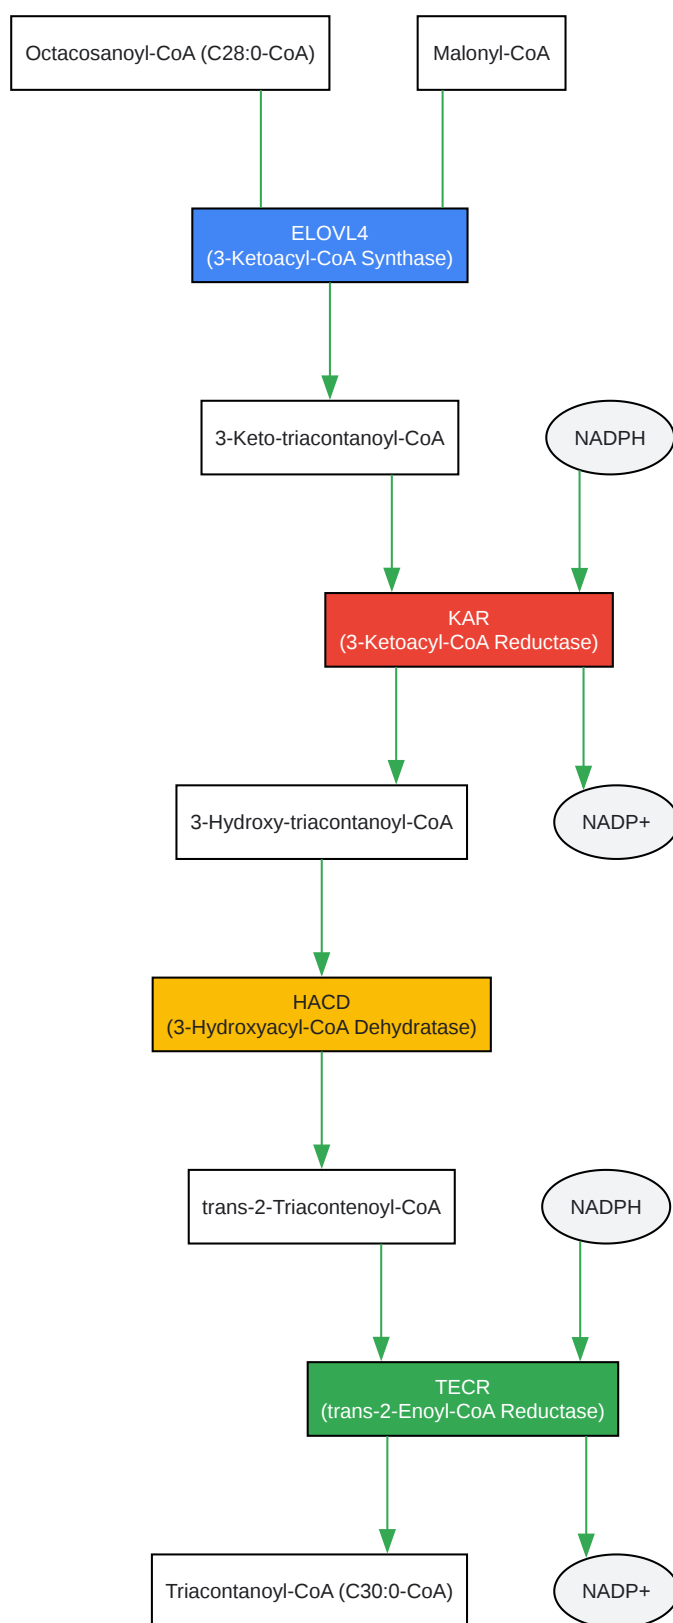 Octacosanoyl-CoA (C28:0-CoA)
Malonyl-CoA
ELOVL4
(3-Ketoacyl-CoA Synthase)
3-Keto-triacontanoyl-CoA
NADPH
KAR
(3-Ketoacyl-CoA Reductase)
3-Hydroxy-triacontanoyl-CoA
NADP+
HACD
(3-Hydroxyacyl-CoA Dehydratase)
trans-2-Triacontenoyl-CoA
NADPH
TECR
(trans-2-Enoyl-CoA Reductase)
Triacontanoyl-CoA (C30:0-CoA)
NADP+